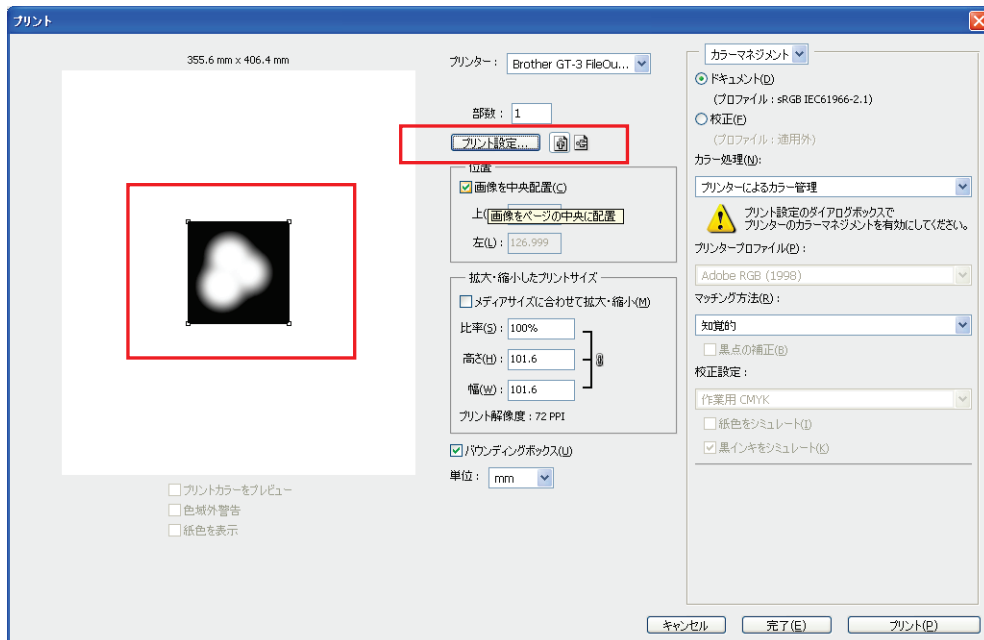 プリント
355.6 mm x 406.4 mm
プリントカラーをプレビュー
色域外警告
紙色を表示
プリンター： Brother GT-3 FileOu...
部数： 1
プリント設定...
位置
画像を中央配置(C)
上(
画像をページの中央に配置
左(L)： 126.999
拡大・縮小したプリントサイズ
メディアサイズに合わせて拡大・縮小(M)
比率(S)： 100%
高さ(H)： 101.6
幅(W)： 101.6
プリント解像度：72 PPI
バウンディングボックス(U)
単位： mm
カラーマネジメント
ドキュメント(D)
(プロファイル：sRGB IEC61966-2.1)
校正(F)
(プロファイル：適用外)
カラー処理(N):
プリンターによるカラー管理
プリント設定のダイアログボックスで
プリンターのカラーマネジメントを有効にしてください。
プリンタープロファイル(P)：
Adobe RGB (1998)
マッチング方法(R)：
知覚的
黒点の補正(B)
校正設定：
作業用 CMYK
紙色をシミュレート(I)
黒インキをシミュレート(K)
キャンセル 完了(E) プリント(P)